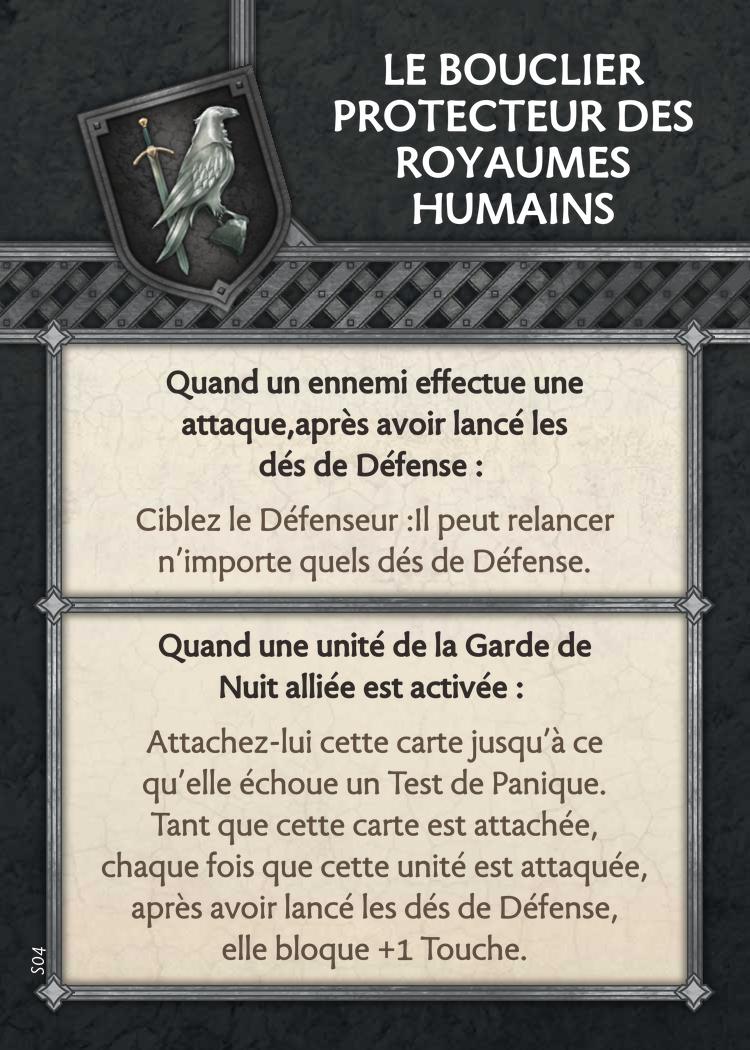 LE BOUCLIER
PROTECTEUR DES
ROYAUMES
HUMAINS
Quand un ennemi effectue une
attaque,après avoir lancé les
dés de Défense :
Ciblez le Défenseur :Il peut relancer
n'importe quels dés de Défense.
Quand une unité de la Garde de
Nuit alliée est activée :
Attachez-lui cette carte jusqu'à ce
qu'elle échoue un Test de Panique.
Tant que cette carte est attachée,
chaque fois que cette unité est attaquée,
après avoir lancé les dés de Défense,
elle bloque +1 Touche.
S04